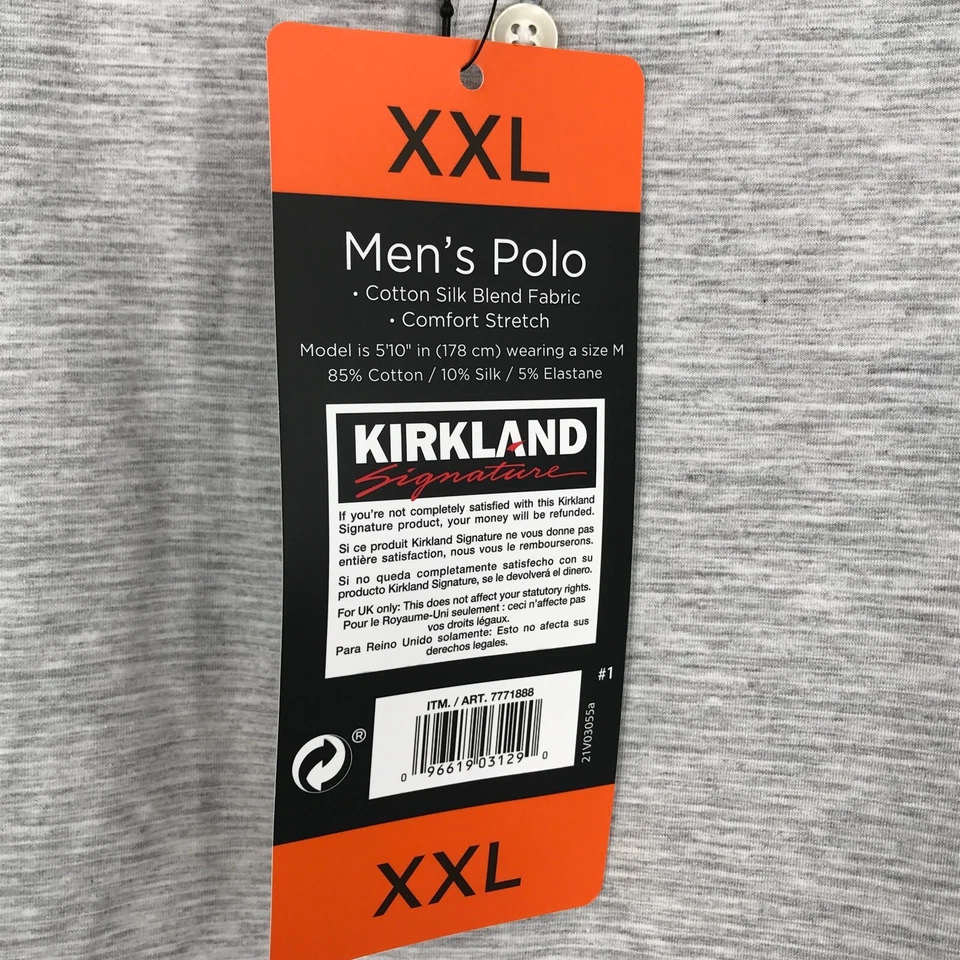 XXL
Men's Polo
• Cotton Silk Blend Fabric
• Comfort Stretch
Model is 5'10" in (178 cm) wearing a size M
85% Cotton / 10% Silk / 5% Elastane
KIRKLAND
Signature
If you're not completely satisfied with this Kirkland
Signature product, your money will be refunded.
Si ce produit Kirkland Signature ne vous donne pas
entière satisfaction, nous vous le rembourserons.
Si no queda completamente satisfecho con su
producto Kirkland Signature, se le devolverá el dinero.
For UK only: This does not affect your statutory rights.
Pour le Royaume-Uni seulement : ceci n'affecte pas
vos droits légaux.
Para Reino Unido solamente: Esto no afecta sus
derechos legales.
#1
ITM. / ART. 7771888
0 96619 03129 0
21V03055a
®
XXL